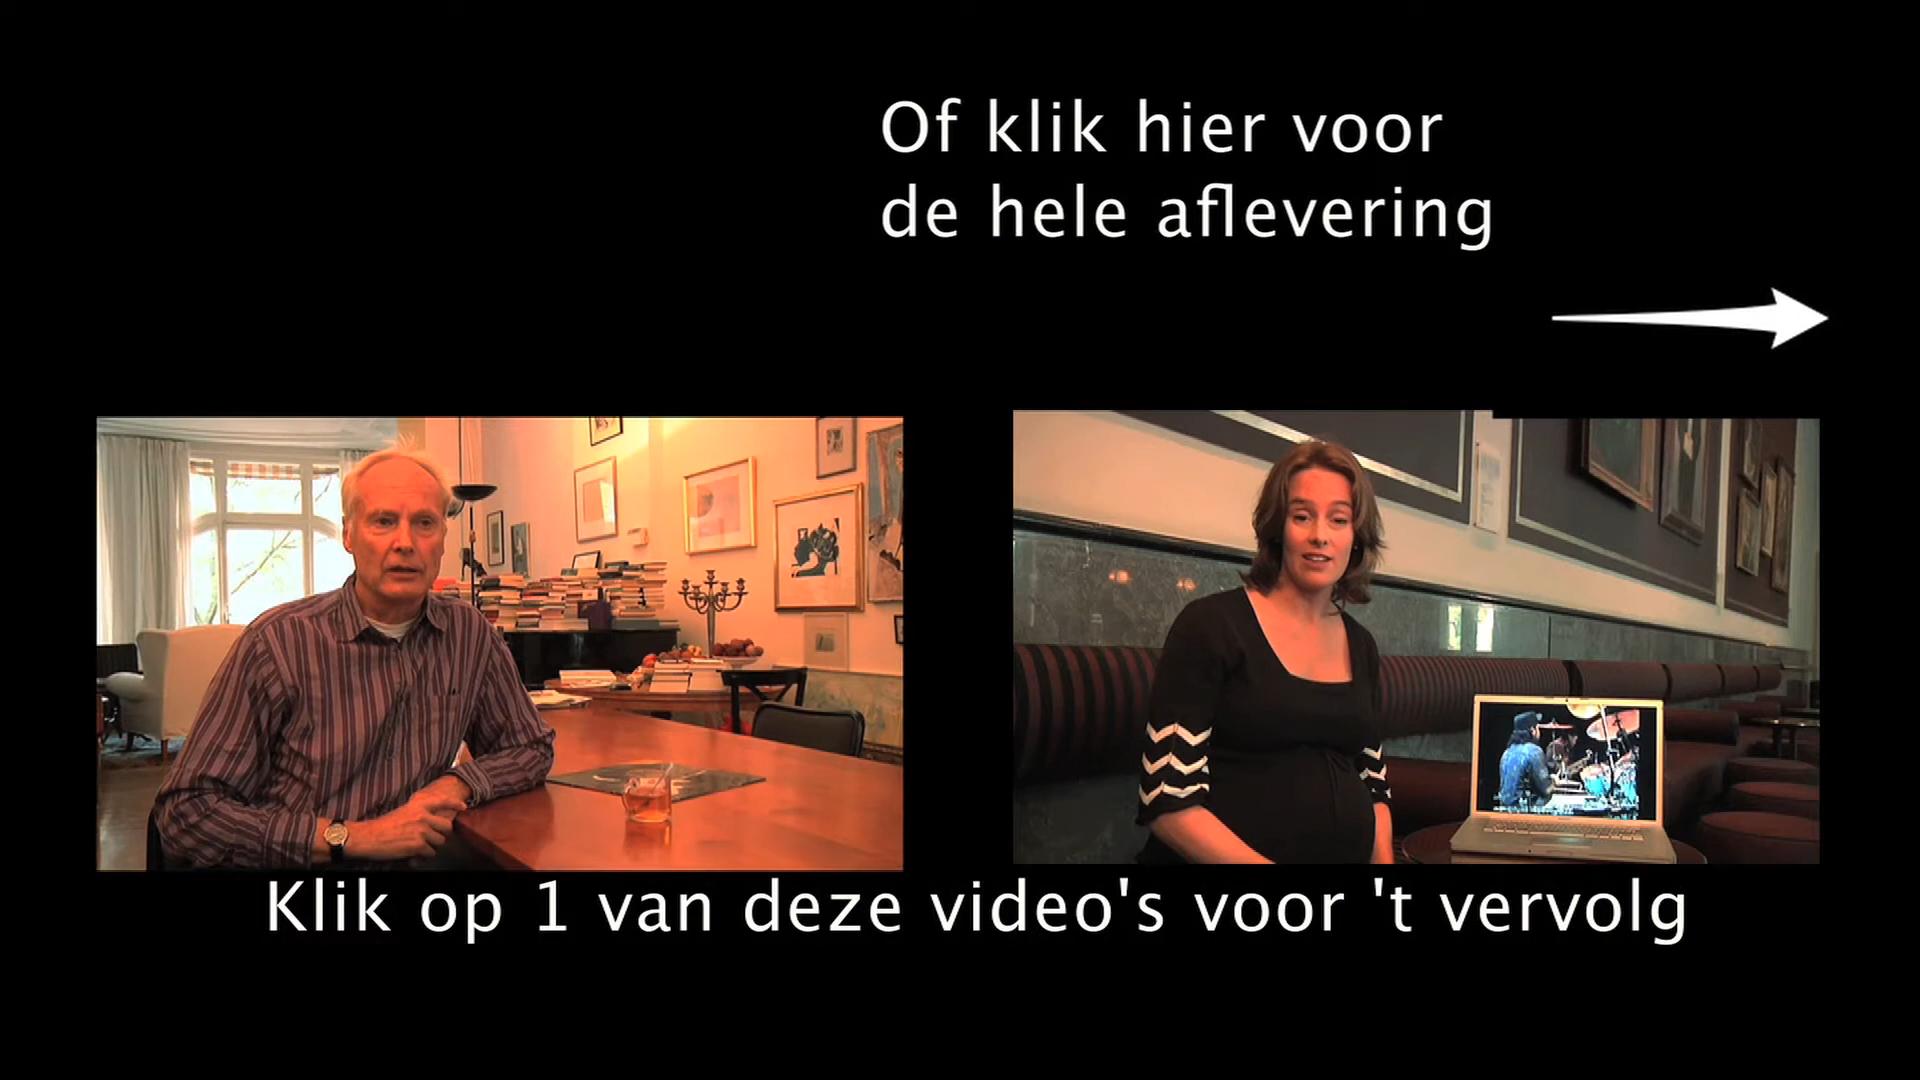 Of klik hier voor
de hele aflevering
Klik op 1 van deze video's voor 't vervolg